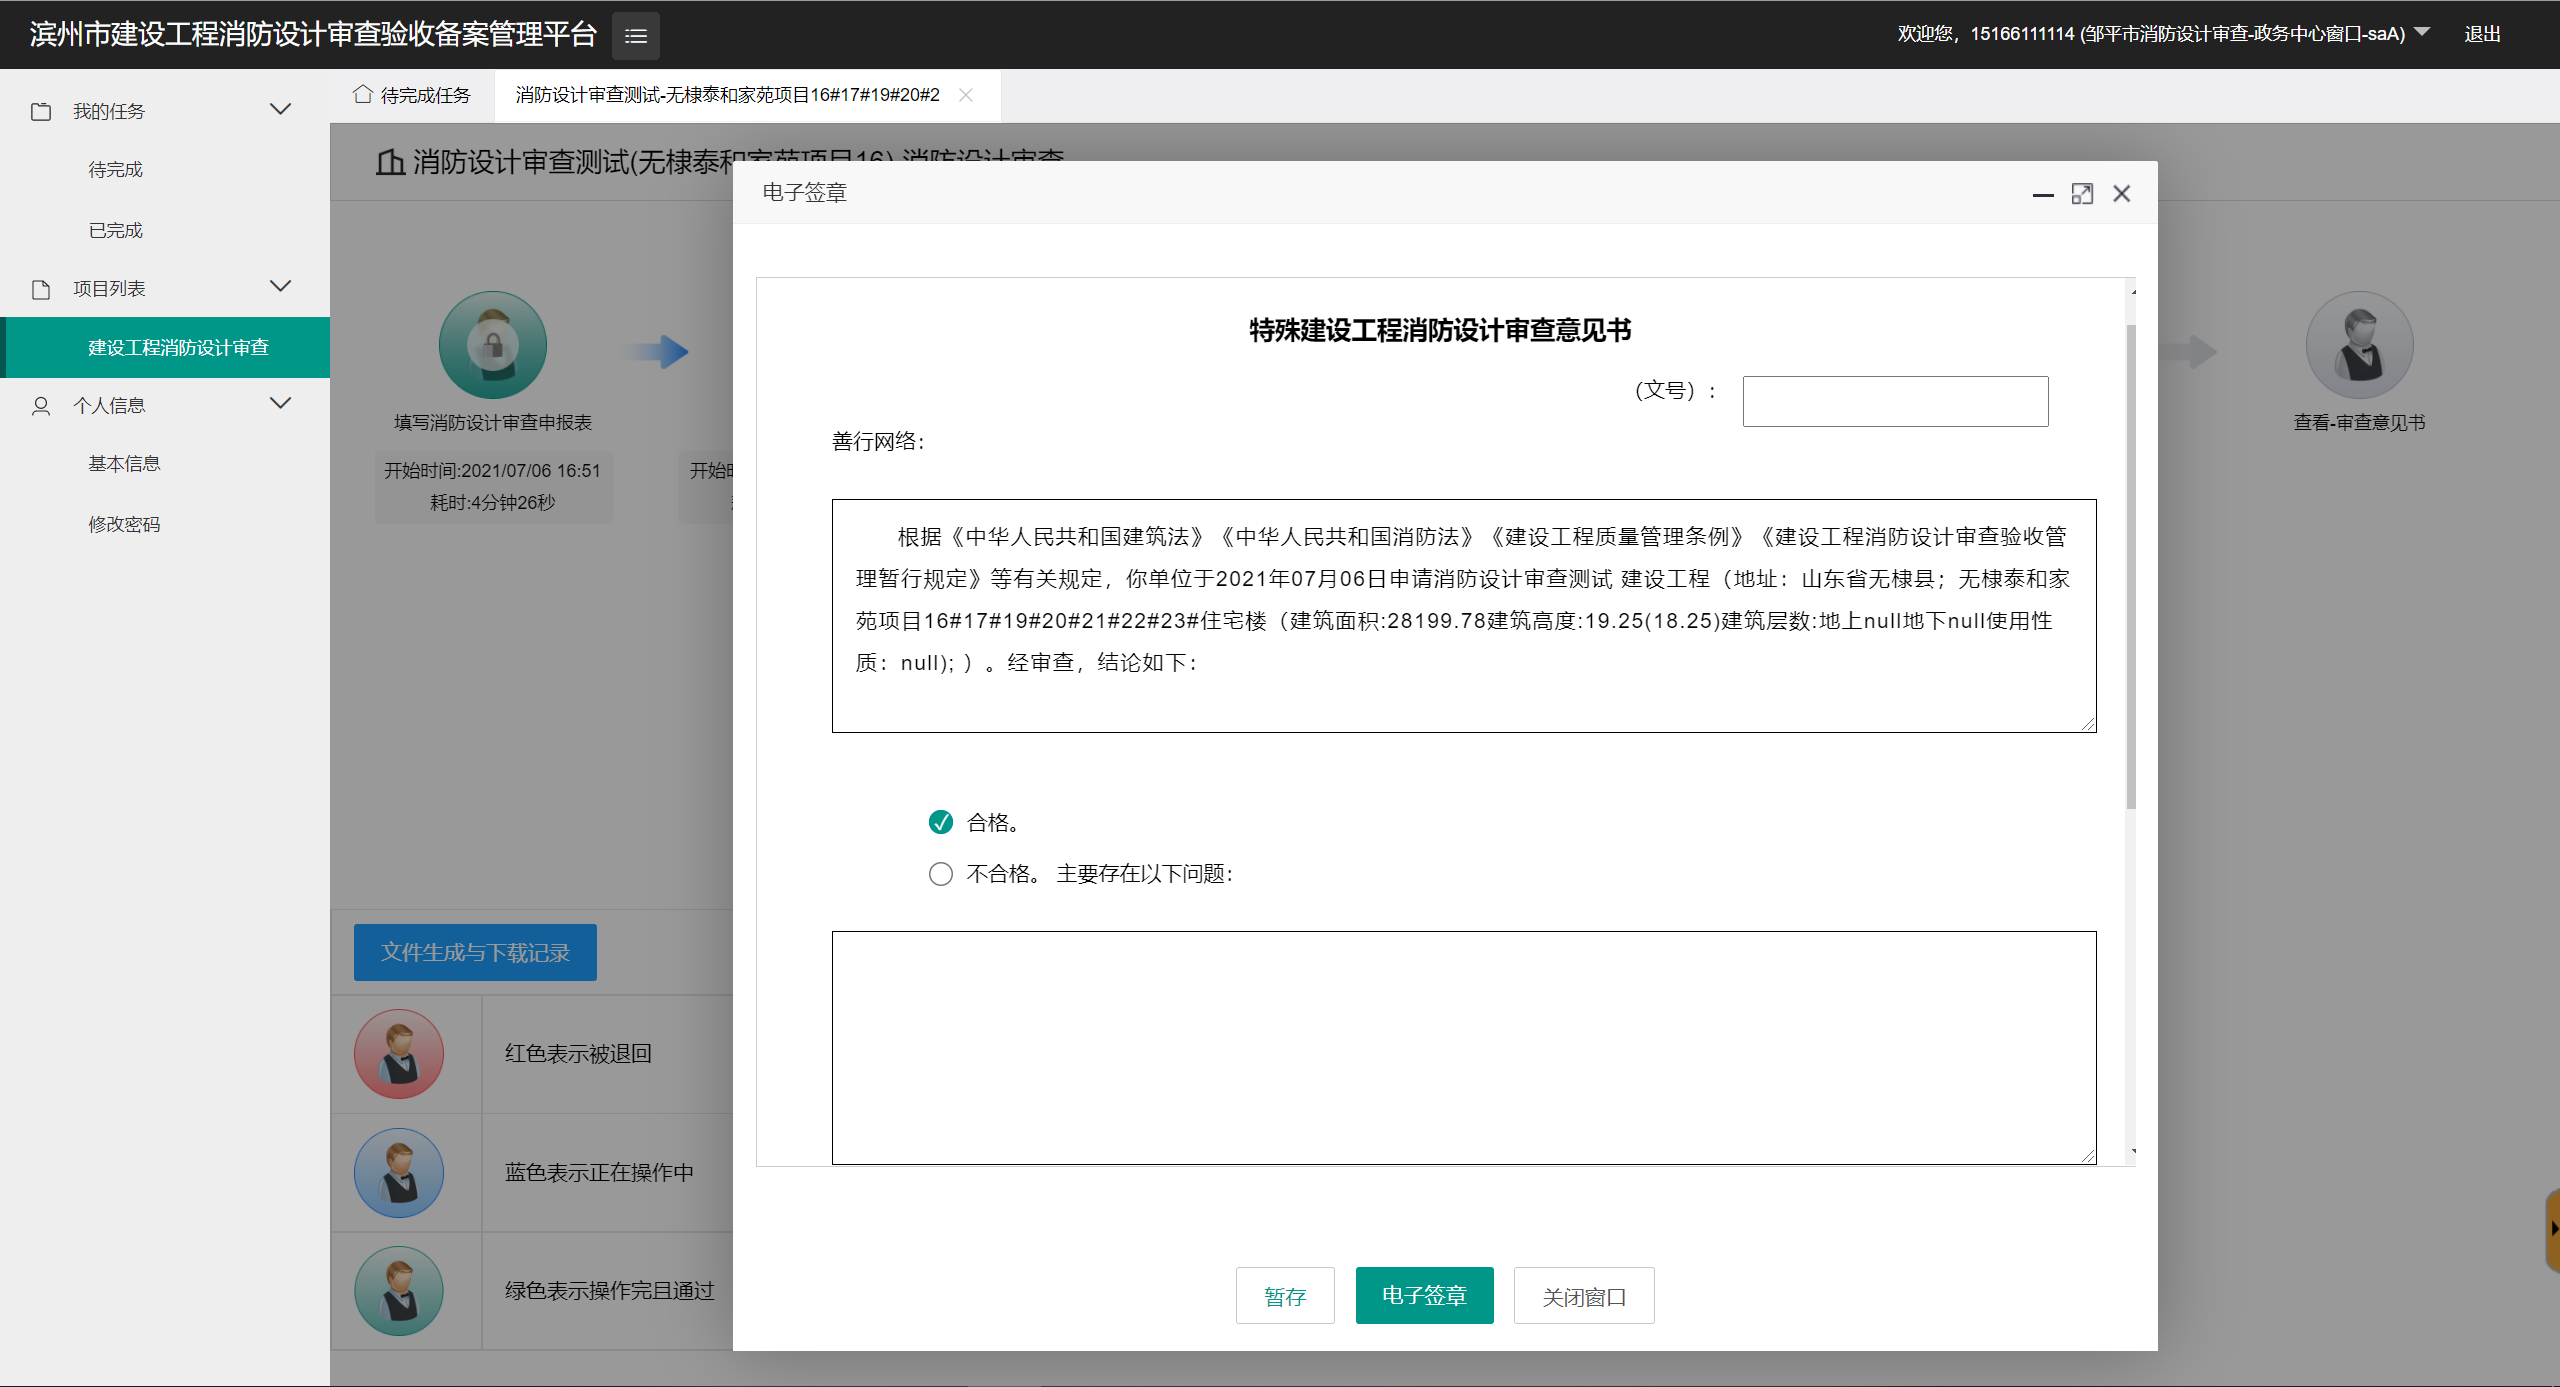 滨州市建设工程消防设计审查验收备案管理平台
欢迎您，15166111114 (邹平市消防设计审查-政务中心窗口-saA)
退出
我的任务
待完成
已完成
项目列表
建设工程消防设计审查
个人信息
基本信息
修改密码
待完成任务
消防设计审查测试-无棣泰和家苑项目16#17#19#20#2
消防设计审查测试(无棣泰和家苑项目16) 消防设计审查
填写消防设计审查申报表
开始时间:2021/07/06 16:51
耗时:4分钟26秒
开始
查看-审查意见书
文件生成与下载记录
红色表示被退回
蓝色表示正在操作中
绿色表示操作完且通过
电子签章
特殊建设工程消防设计审查意见书
（文号）：
善行网络：
根据《中华人民共和国建筑法》《中华人民共和国消防法》《建设工程质量管理条例》《建设工程消防设计审查验收管
理暂行规定》等有关规定，你单位于2021年07月06日申请消防设计审查测试 建设工程（地址：山东省无棣县；无棣泰和家
苑项目16#17#19#20#21#22#23#住宅楼（建筑面积:28199.78建筑高度:19.25(18.25)建筑层数:地上null地下null使用性
质：null); ）。经审查，结论如下：
合格。
不合格。 主要存在以下问题：
暂存
电子签章
关闭窗口